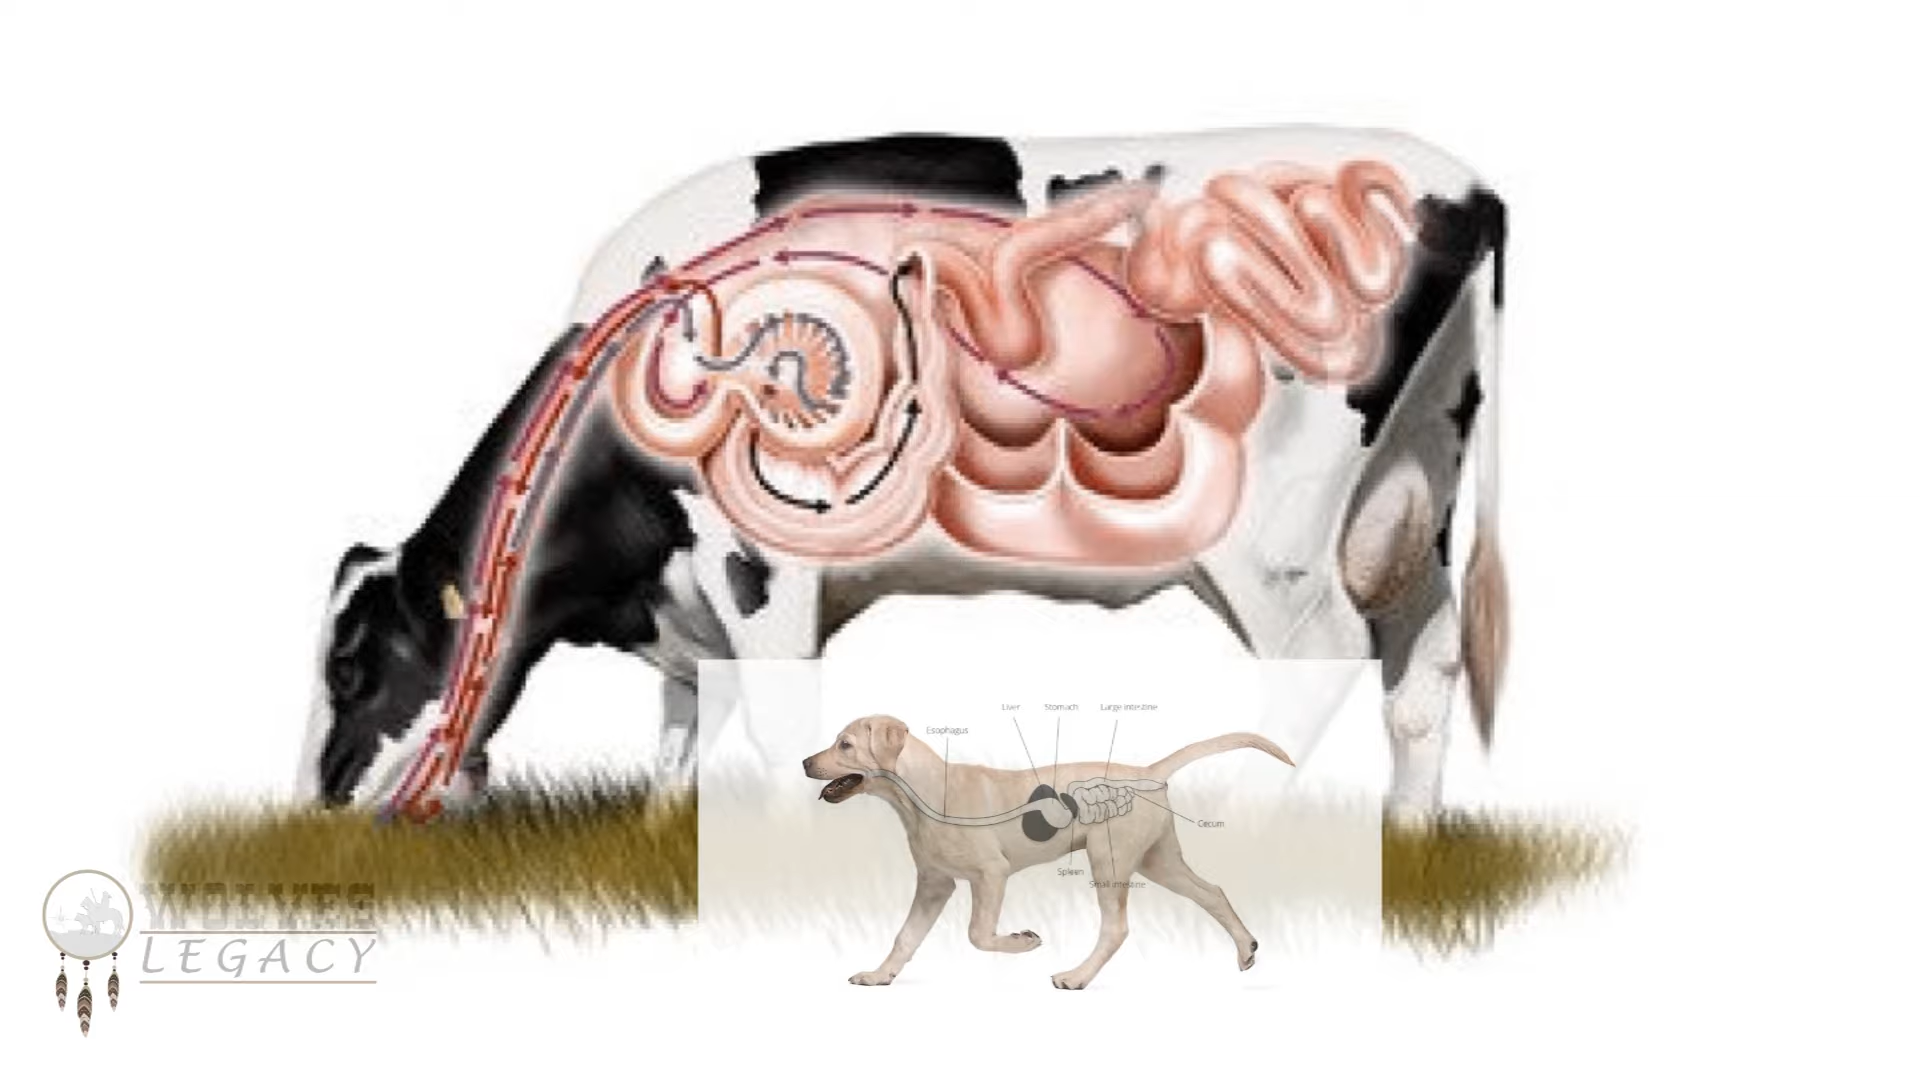 Liver
Stomach
Large intestine
Esophagus
Cecum
Spleen
Small intestine
WOLVES
LEGACY